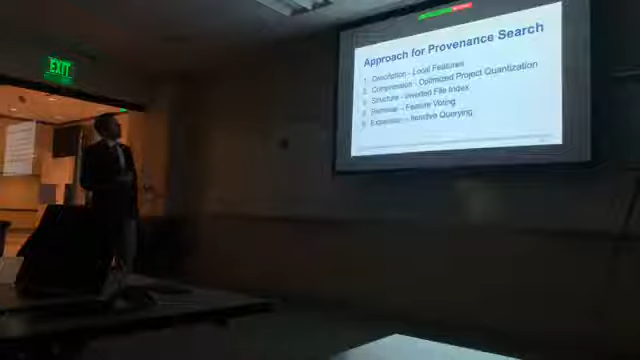 EXIT
Approach for Provenance Search
1. Description - Local Features
2. Compression - Optimized Project Quantization
3. Structure - Inverted File Index
4. Retrieval – Feature Voting
5. Expansion – Iterative Querying